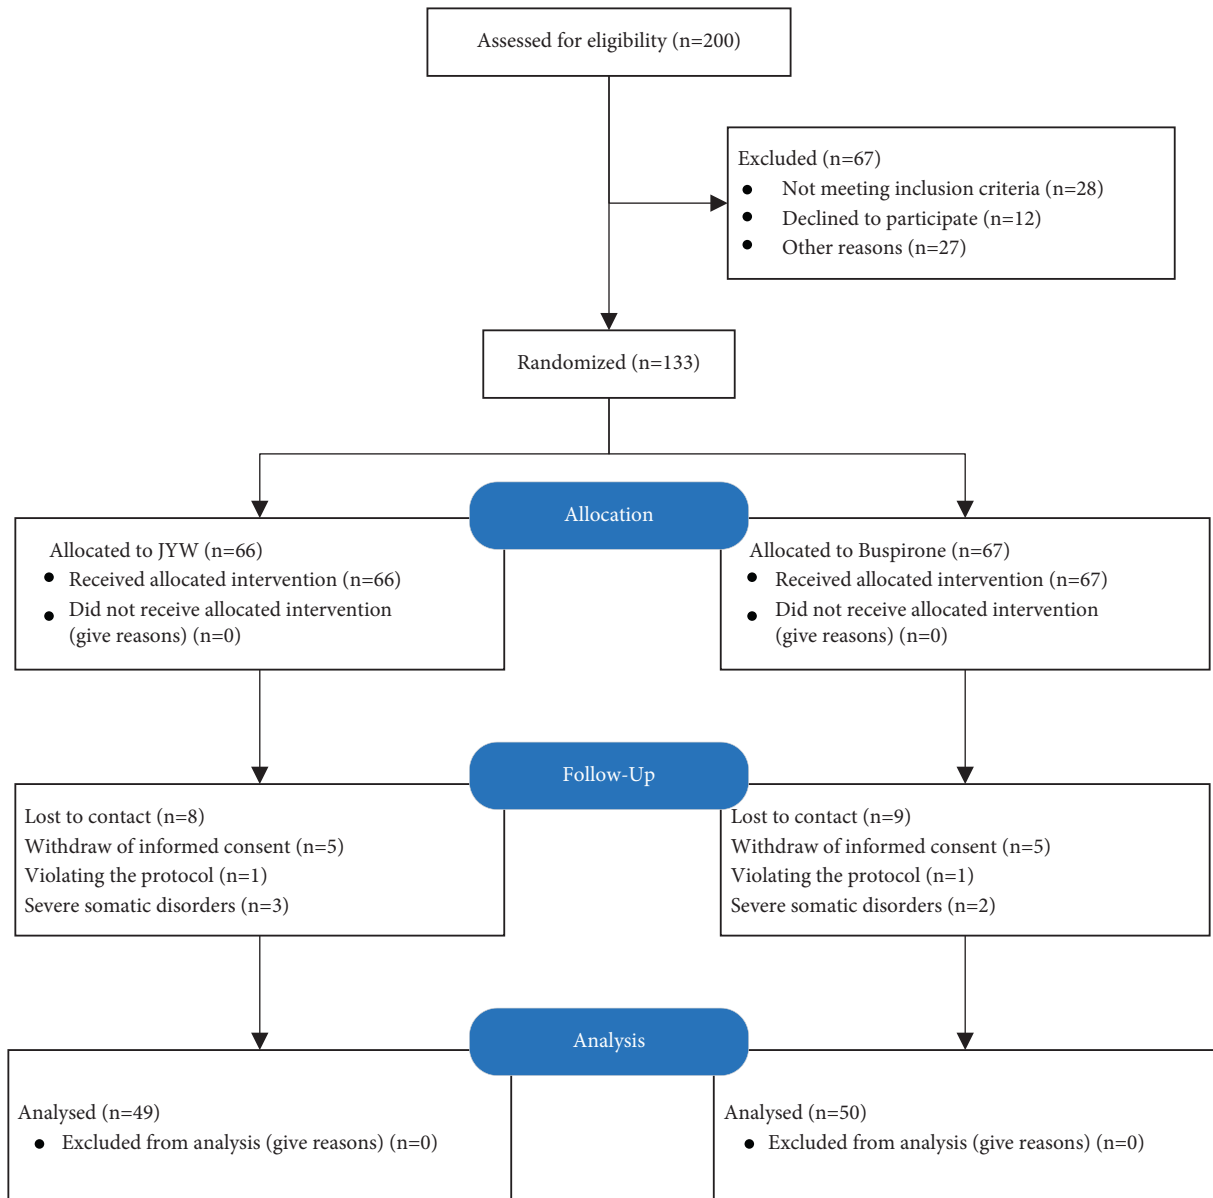 Assessed for eligibility (n=200)
Excluded (n=67)
● Not meeting inclusion criteria (n=28)
● Declined to participate (n=12)
● Other reasons (n=27)
Randomized (n=133)
Allocation
Allocated to JYW (n=66)
● Received allocated intervention (n=66)
● Did not receive allocated intervention
(give reasons) (n=0)
Allocated to Buspirone (n=67)
● Received allocated intervention (n=67)
● Did not receive allocated intervention
(give reasons) (n=0)
Follow-Up
Lost to contact (n=8)
Withdraw of informed consent (n=5)
Violating the protocol (n=1)
Severe somatic disorders (n=3)
Lost to contact (n=9)
Withdraw of informed consent (n=5)
Violating the protocol (n=1)
Severe somatic disorders (n=2)
Analysis
Analysed (n=49)
● Excluded from analysis (give reasons) (n=0)
Analysed (n=50)
● Excluded from analysis (give reasons) (n=0)